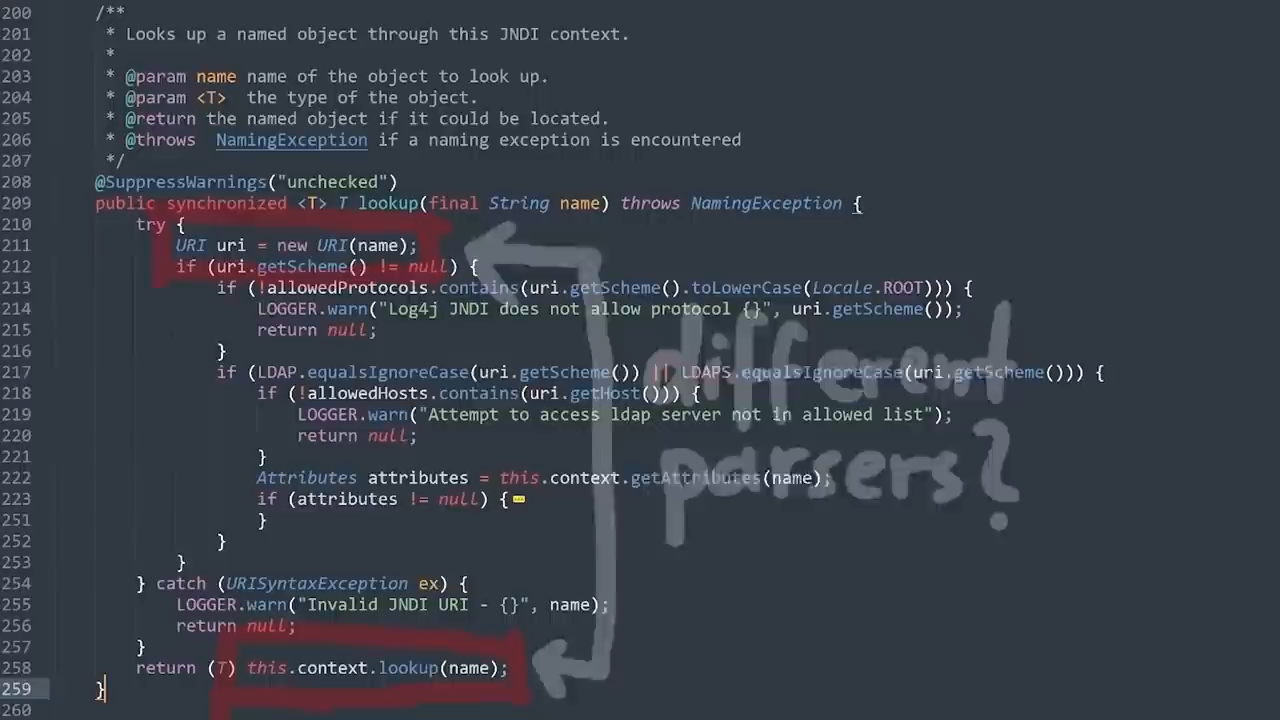 200 /**
201 * Looks up a named object through this JNDI context.
202 *
203 * @param name name of the object to look up.
204 * @param <T> the type of the object.
205 * @return the named object if it could be located.
206 * @throws NamingException if a naming exception is encountered
207 */
208 @SuppressWarnings("unchecked")
209 public synchronized <T> T lookup(final String name) throws NamingException {
210 try {
211 URI uri = new URI(name);
212 if (uri.getScheme() != null) {
213 if (!allowedProtocols.contains(uri.getScheme().toLowerCase(Locale.ROOT))) {
214 LOGGER.warn("Log4j JNDI does not allow protocol {}", uri.getScheme());
215 return null;
216 }
217 if (LDAP.equalsIgnoreCase(uri.getScheme()) || LDAPS.equalsIgnoreCase(uri.getScheme())) {
218 if (!allowedHosts.contains(uri.getHost())) {
219 LOGGER.warn("Attempt to access ldap server not in allowed list");
220 return null;
221 }
222 Attributes attributes = this.context.getAttributes(name);
223 if (attributes != null) {
251 }
252 }
253 }
254 } catch (URISyntaxException ex) {
255 LOGGER.warn("Invalid JNDI URI - {}", name);
256 return null;
257 }
258 return (T) this.context.lookup(name);
259 }
260
different
parsers?